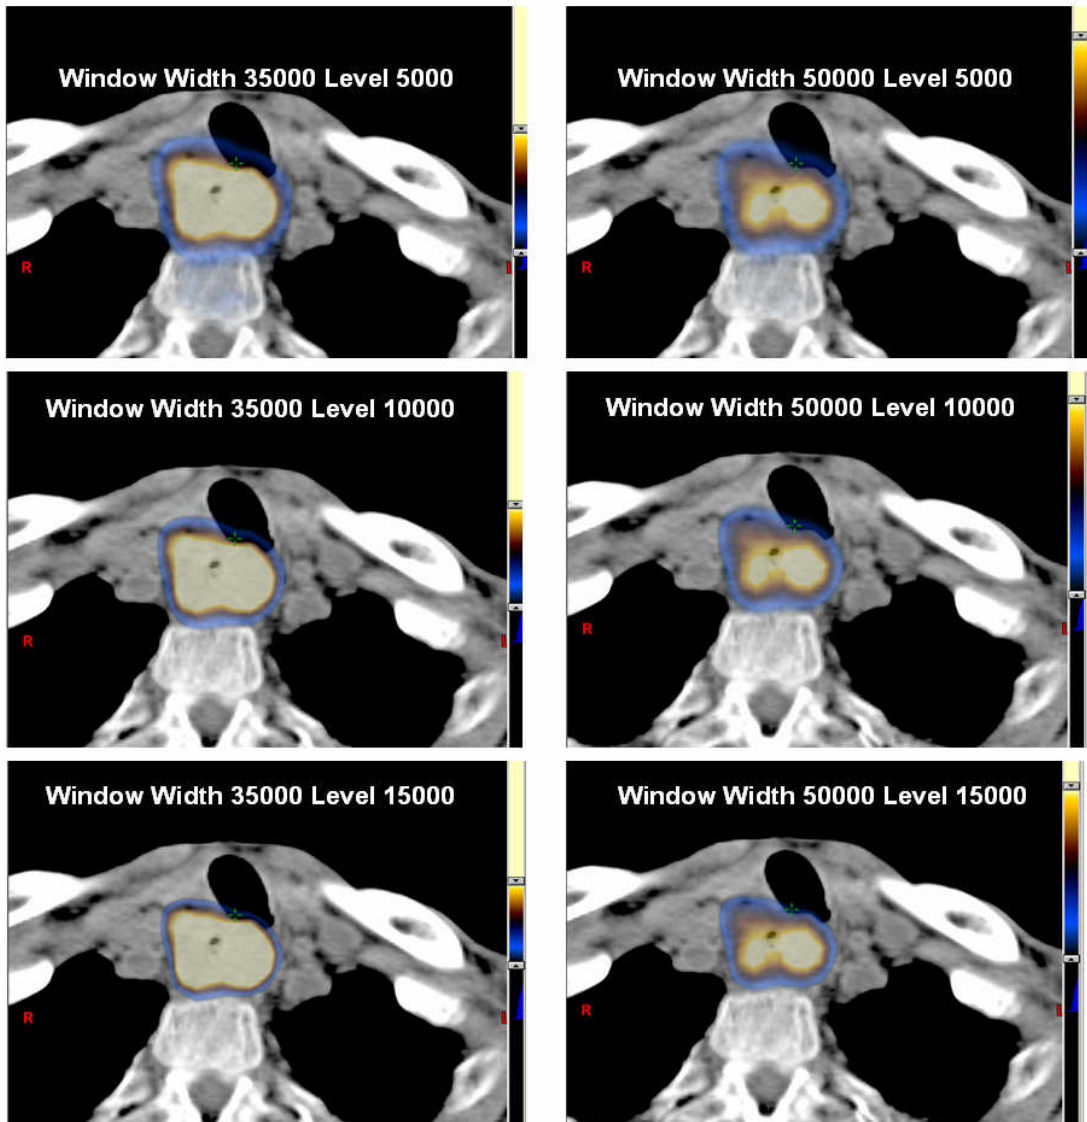 Window Width 35000 Level 5000
Window Width 50000 Level 5000
R
L
R
L
Window Width 35000 Level 10000
Window Width 50000 Level 10000
R
L
R
L
Window Width 35000 Level 15000
Window Width 50000 Level 15000
R
L
R
L